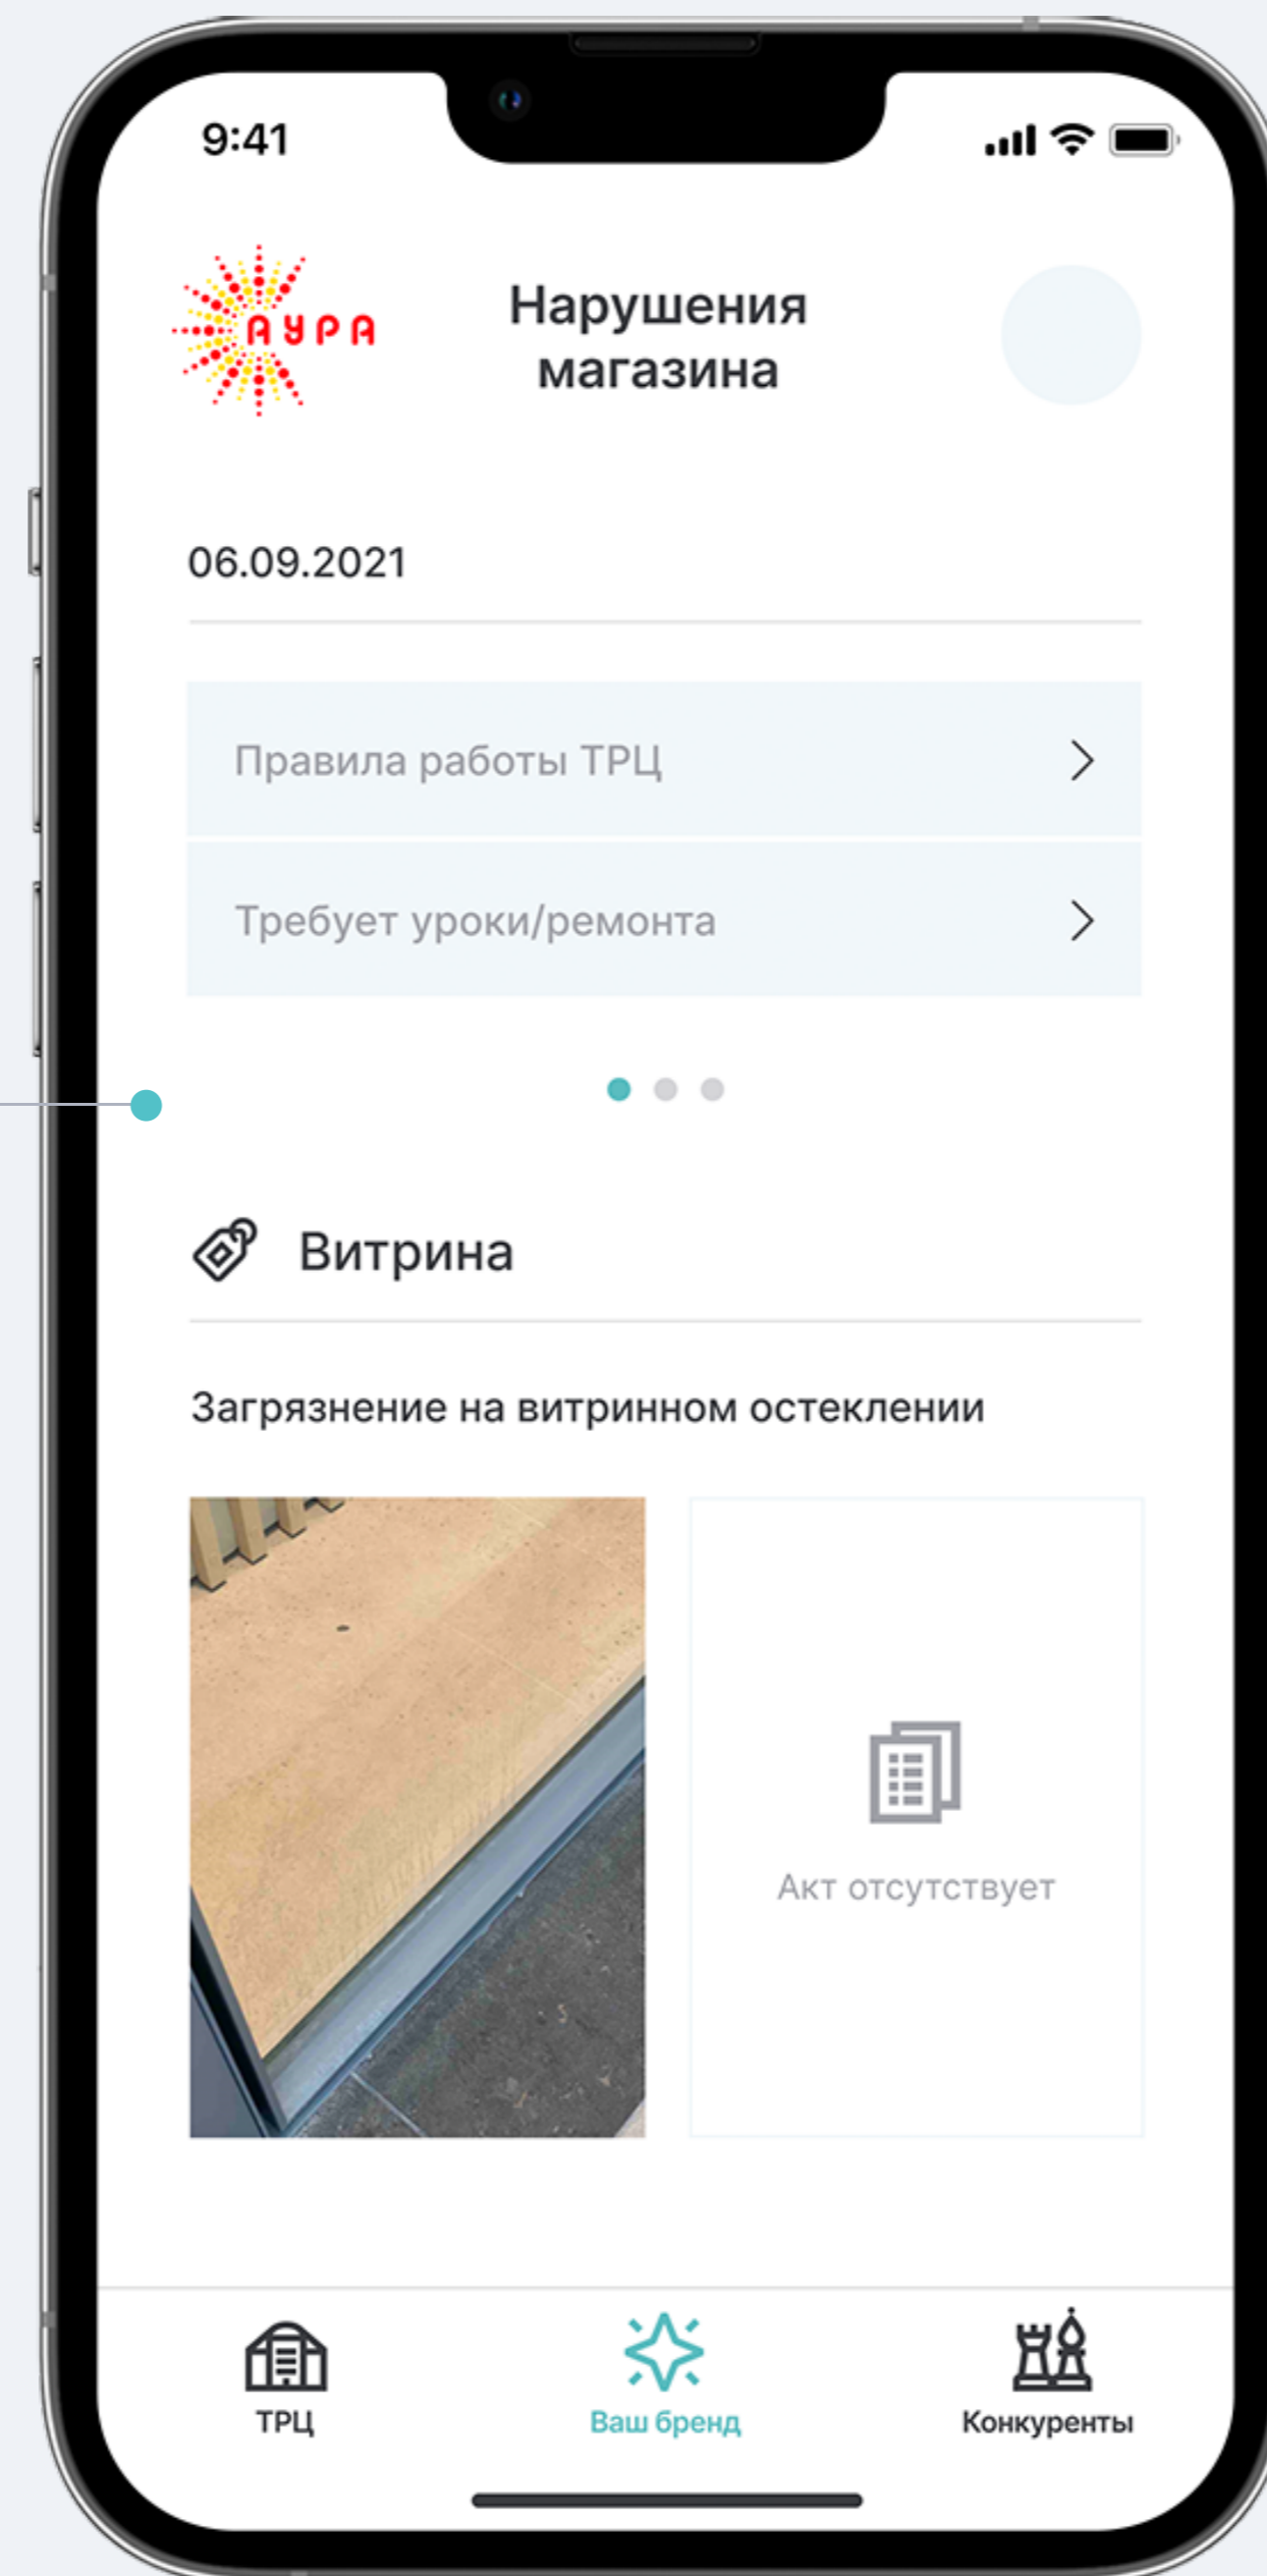 9:41
АУРА
Нарушения
магазина
06.09.2021
Правила работы ТРЦ
Требует уроки/ремонта
Витрина
Загрязнение на витринном остеклении
Акт отсутствует
ТРЦ
Ваш бренд
Конкуренты